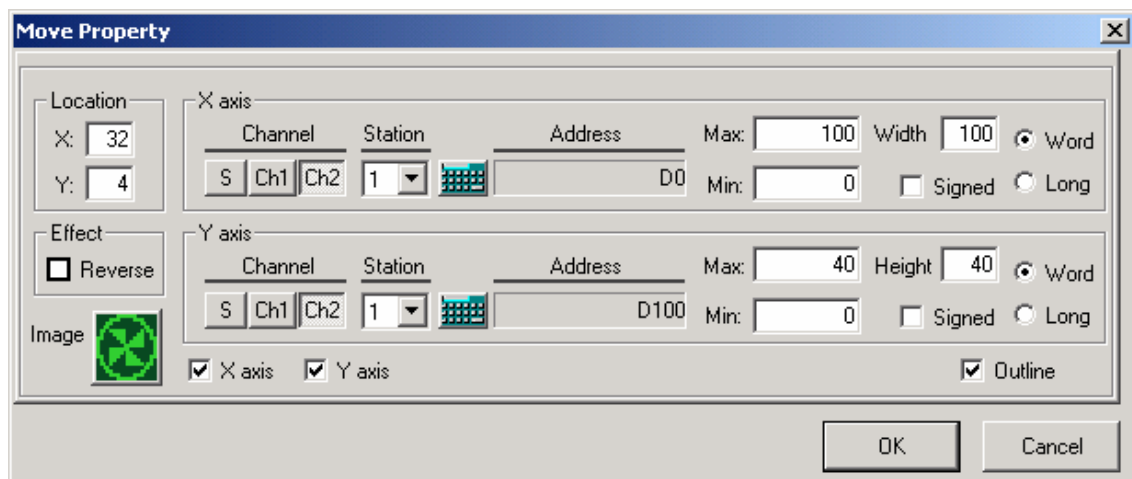 Move Property
Location
X: 32
Y: 4
X axis
Channel Station Address Max: 100 Width 100 Word
S Ch1 Ch2 1 D0 Min: 0 Signed Long
Effect
Reverse
Y axis
Channel Station Address Max: 40 Height 40 Word
S Ch1 Ch2 1 D100 Min: 0 Signed Long
Image
X axis Y axis Outline
OK Cancel